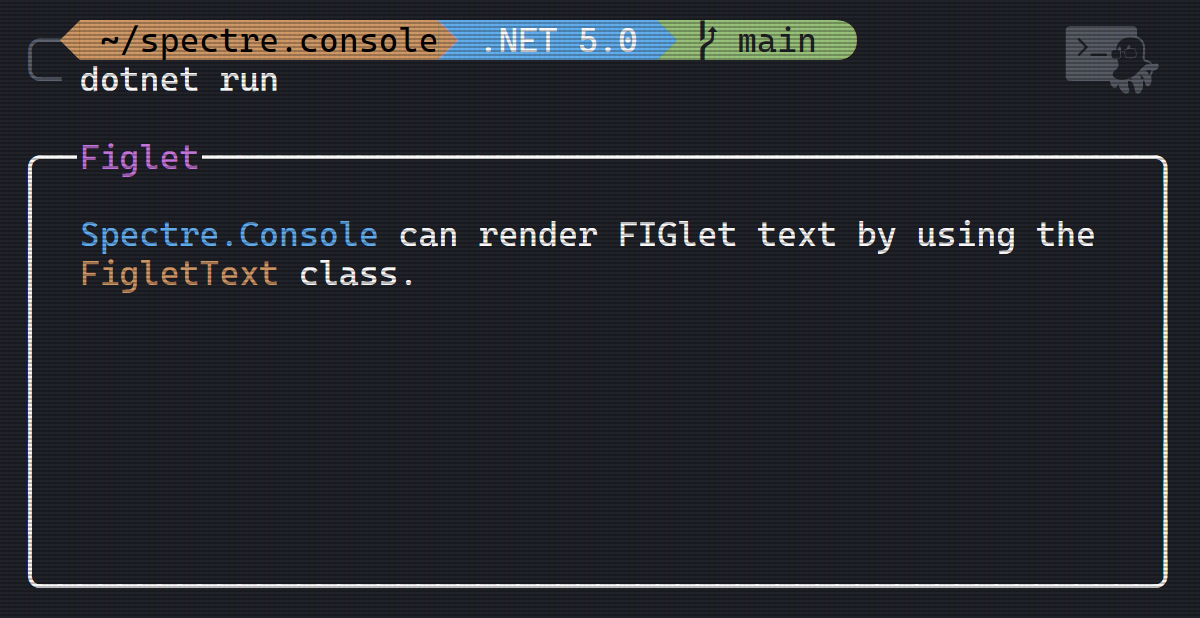 ~/spectre.console .NET 5.0 main
dotnet run
Figlet
Spectre.Console can render FIGlet text by using the
FigletText class.